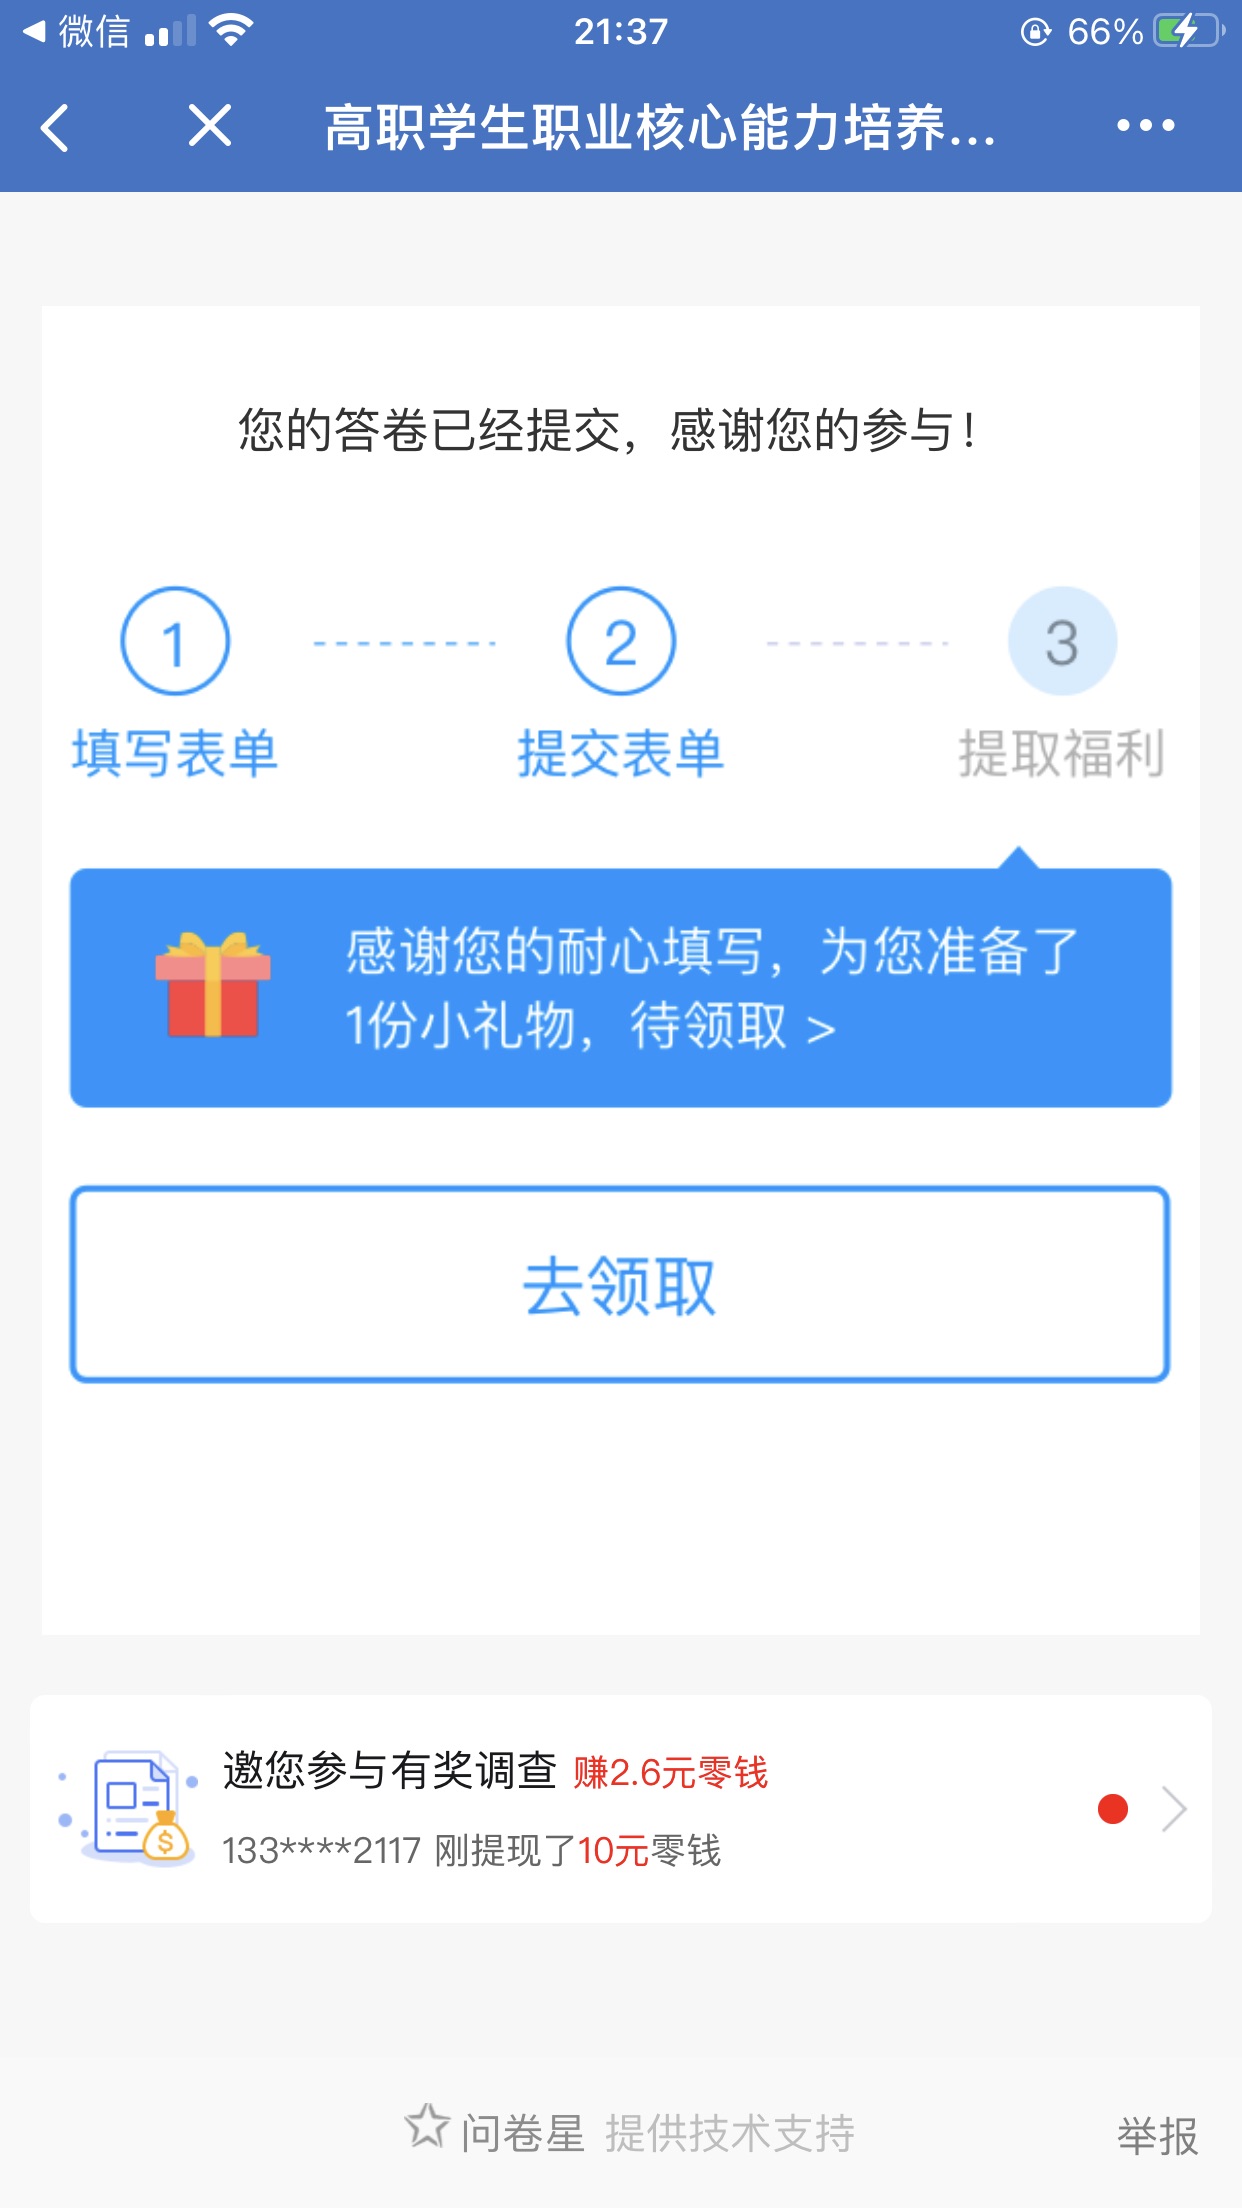 微信
21:37
66%
高职学生职业核心能力培养...
您的答卷已经提交，感谢您的参与！
1
2
3
填写表单
提交表单
提取福利
感谢您的耐心填写，为您准备了
1份小礼物，待领取 >
去领取
邀您参与有奖调查 赚2.6元零钱
133****2117 刚提现了10元零钱
问卷星 提供技术支持
举报